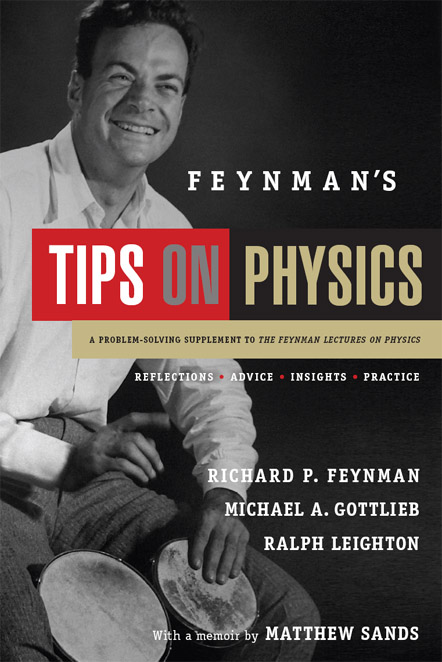 FEYNMAN'S
TIPS ON PHYSICS
A PROBLEM-SOLVING SUPPLEMENT TO THE FEYNMAN LECTURES ON PHYSICS
REFLECTIONS • ADVICE • INSIGHTS • PRACTICE
RICHARD P. FEYNMAN
MICHAEL A. GOTTLIEB
RALPH LEIGHTON
With a memoir by MATTHEW SANDS